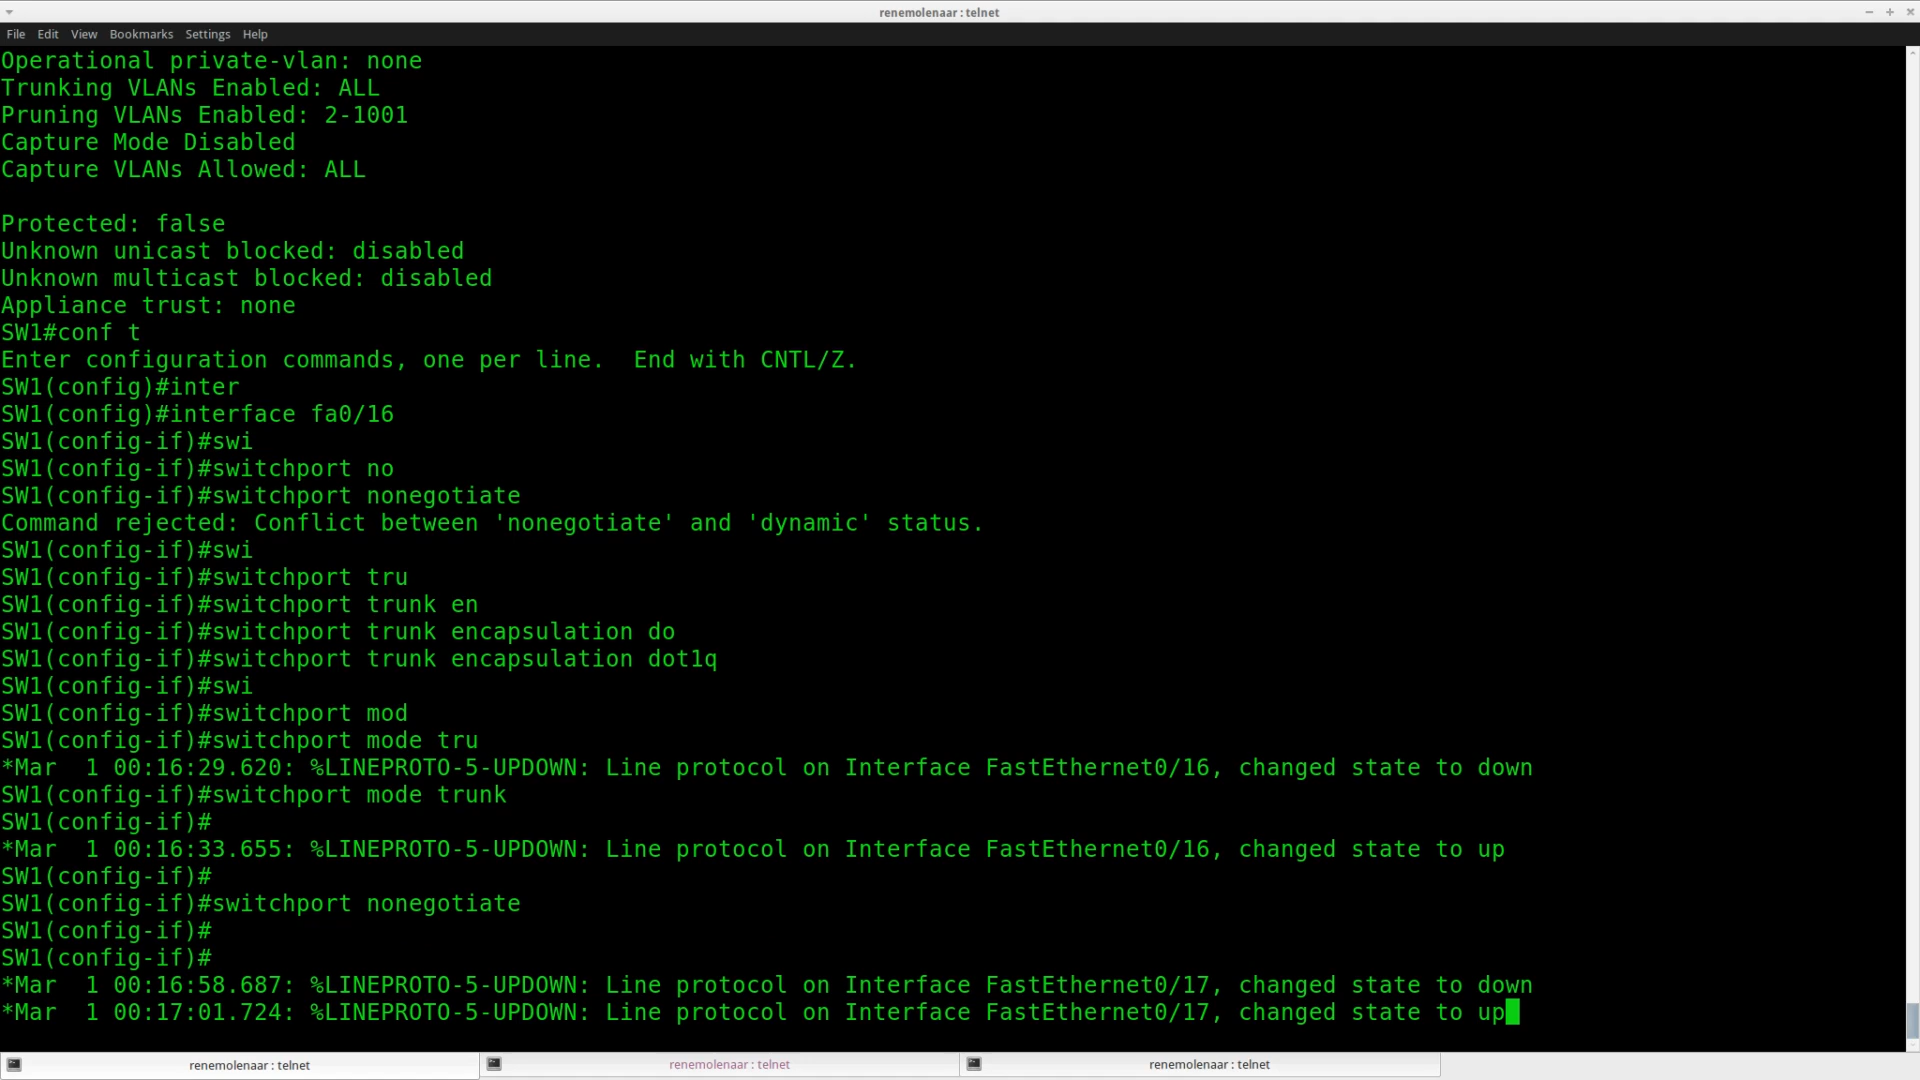 renemolenaar : telnet
File Edit View Bookmarks Settings Help
Operational private-vlan: none
Trunking VLANs Enabled: ALL
Pruning VLANs Enabled: 2-1001
Capture Mode Disabled
Capture VLANs Allowed: ALL
Protected: false
Unknown unicast blocked: disabled
Unknown multicast blocked: disabled
Appliance trust: none
SW1#conf t
Enter configuration commands, one per line.  End with CNTL/Z.
SW1(config)#inter
SW1(config)#interface fa0/16
SW1(config-if)#swi
SW1(config-if)#switchport no
SW1(config-if)#switchport nonegotiate
Command rejected: Conflict between 'nonegotiate' and 'dynamic' status.
SW1(config-if)#swi
SW1(config-if)#switchport tru
SW1(config-if)#switchport trunk en
SW1(config-if)#switchport trunk encapsulation do
SW1(config-if)#switchport trunk encapsulation dot1q
SW1(config-if)#swi
SW1(config-if)#switchport mod
SW1(config-if)#switchport mode tru
*Mar  1 00:16:29.620: %LINEPROTO-5-UPDOWN: Line protocol on Interface FastEthernet0/16, changed state to down
SW1(config-if)#switchport mode trunk
SW1(config-if)#
*Mar  1 00:16:33.655: %LINEPROTO-5-UPDOWN: Line protocol on Interface FastEthernet0/16, changed state to up
SW1(config-if)#
SW1(config-if)#switchport nonegotiate
SW1(config-if)#
SW1(config-if)#
*Mar  1 00:16:58.687: %LINEPROTO-5-UPDOWN: Line protocol on Interface FastEthernet0/17, changed state to down
*Mar  1 00:17:01.724: %LINEPROTO-5-UPDOWN: Line protocol on Interface FastEthernet0/17, changed state to up
renemolenaar : telnet renemolenaar : telnet renemolenaar : telnet